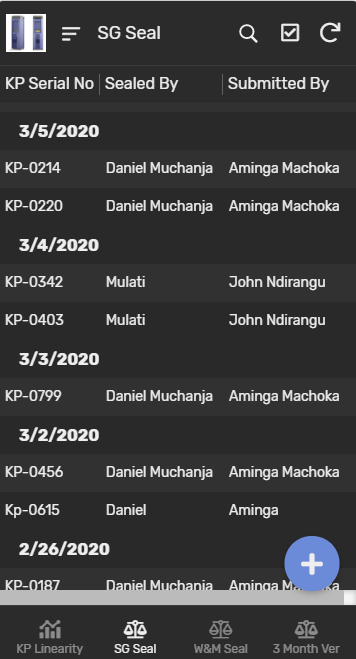 SG Seal
KP Serial No Sealed By Submitted By
3/5/2020
KP-0214 Daniel Muchanja Aminga Machoka
KP-0220 Daniel Muchanja Aminga Machoka
3/4/2020
KP-0342 Mulati John Ndirangu
KP-0403 Mulati John Ndirangu
3/3/2020
KP-0799 Daniel Muchanja Aminga Machoka
3/2/2020
KP-0456 Daniel Muchanja Aminga Machoka
Kp-0615 Daniel Aminga
2/26/2020
KP-0187 Daniel Muchanja Aminga Machoka
KP Linearity SG Seal W&M Seal 3 Month Ver